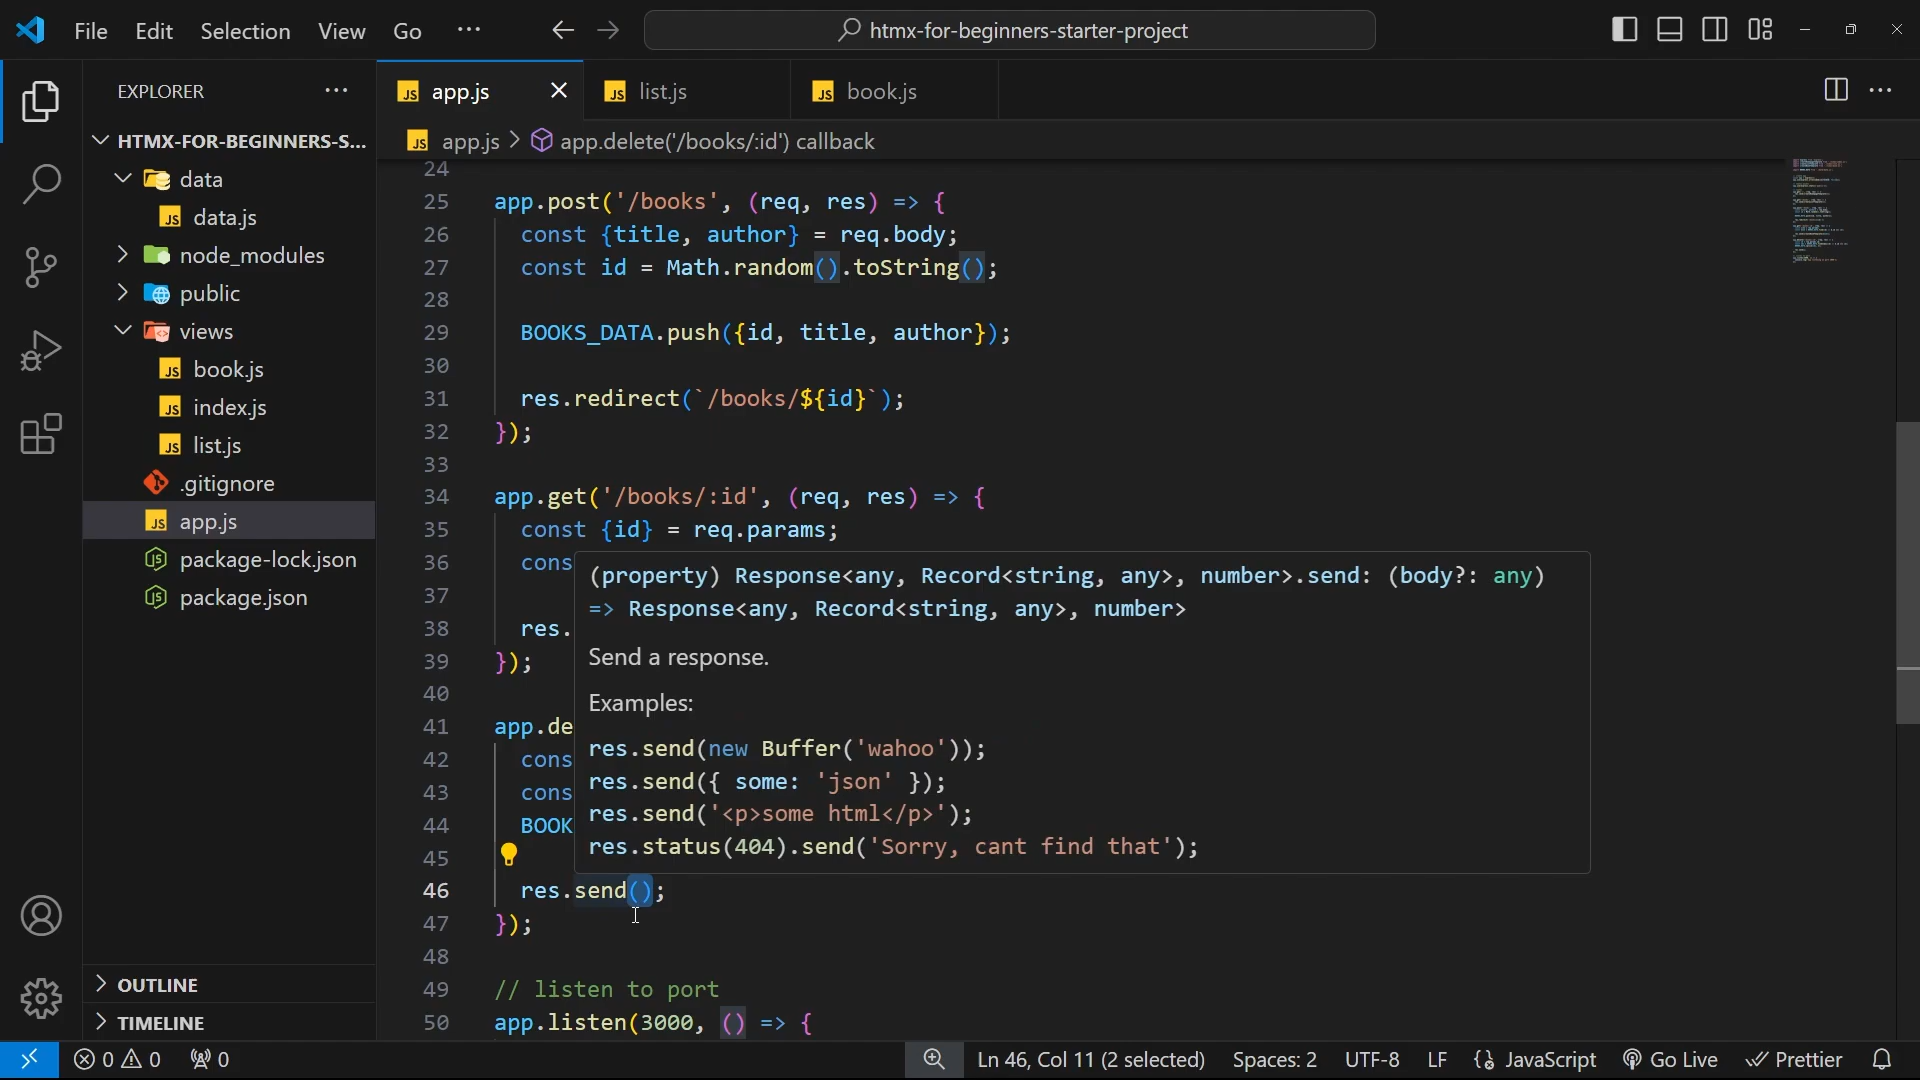 File Edit Selection View Go ···
htmx-for-beginners-starter-project
EXPLORER ···
HTMX-FOR-BEGINNERS-S...
data
data.js
node_modules
public
views
book.js
index.js
list.js
.gitignore
app.js
package-lock.json
package.json
OUTLINE
TIMELINE
JS app.js JS list.js JS book.js
JS app.js > app.delete('/books/:id') callback
24
25 app.post('/books', (req, res) => {
26 const {title, author} = req.body;
27 const id = Math.random().toString();
28
29 BOOKS_DATA.push({id, title, author});
30
31 res.redirect(`/books/${id}`);
32 });
33
34 app.get('/books/:id', (req, res) => {
35 const {id} = req.params;
36 cons
37
38 res.
39 });
40
41 app.de
42 cons
43 cons
44 BOOK
45
46 res.send();
47 });
48
49 // listen to port
50 app.listen(3000, () => {
(property) Response<any, Record<string, any>, number>.send: (body?: any)
=> Response<any, Record<string, any>, number>
Send a response.
Examples:
res.send(new Buffer('wahoo'));
res.send({ some: 'json' });
res.send('<p>some html</p>');
res.status(404).send('Sorry, cant find that');
0 0 0 Ln 46, Col 11 (2 selected) Spaces: 2 UTF-8 LF {} JavaScript Go Live Prettier